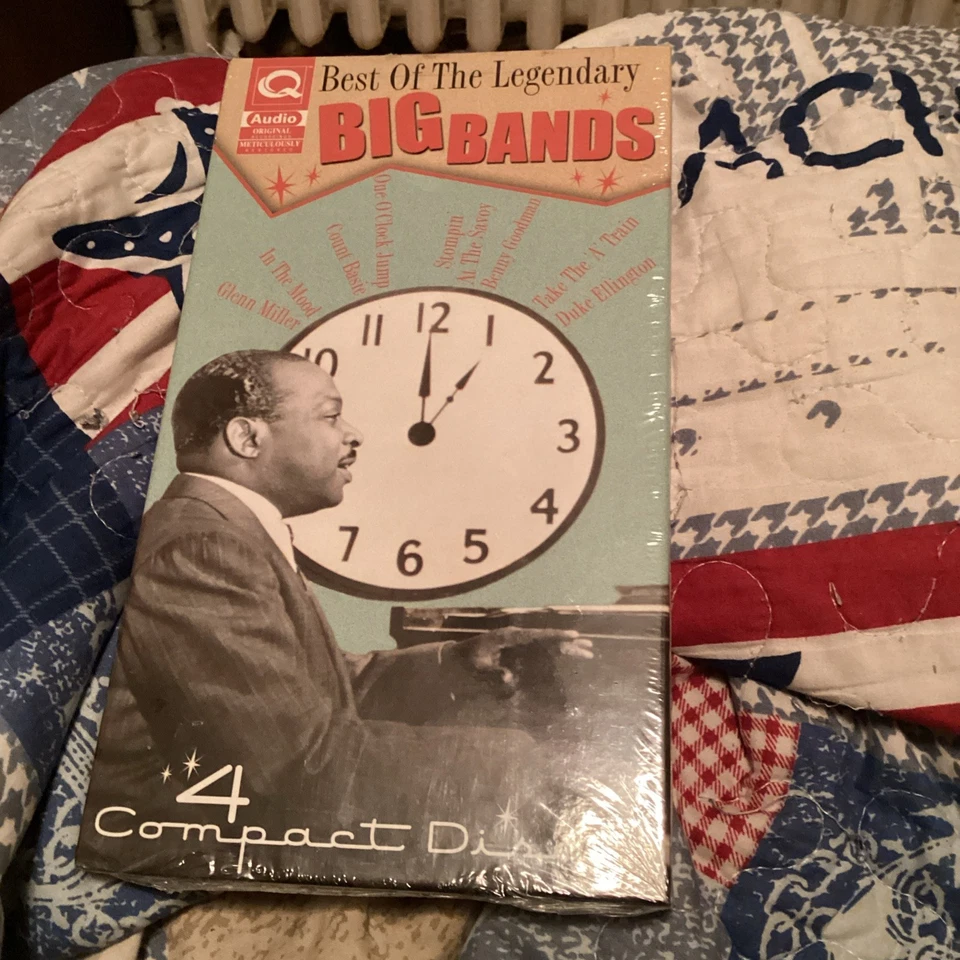 Q
Audio
ORIGINAL
RECORDINGS
METICULOUSLY
Best Of The Legendary
BIG BANDS
In The Mood
Glenn Miller
One O'Clock Jump
Count Basie
Stompin'
At The Savoy
Benny Goodman
Take The 'A' Train
Duke Ellington
11
12
1
10
2
3
4
7
6
5
4
Compact